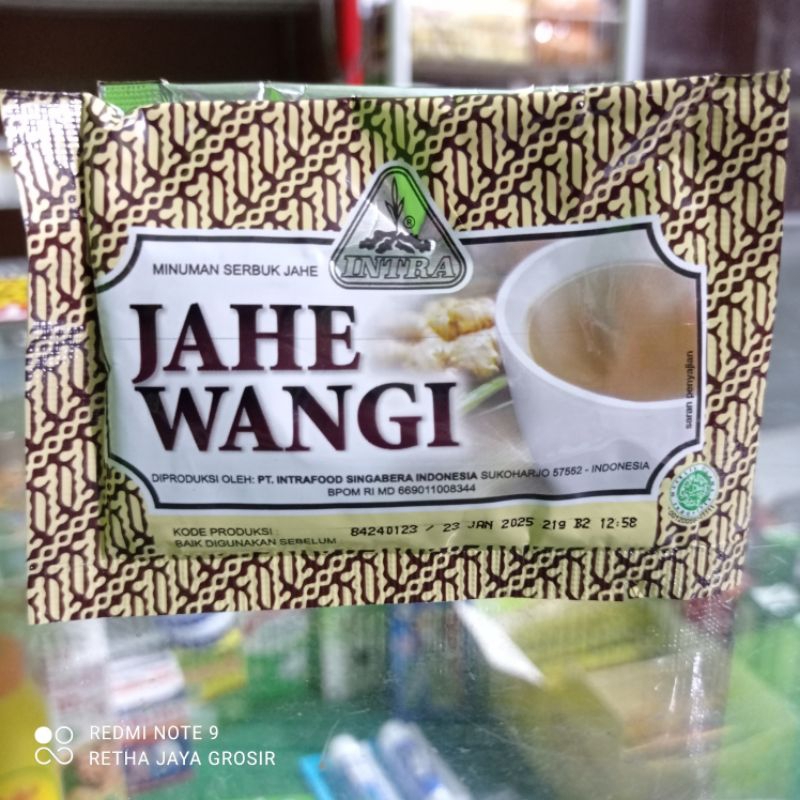 INTRA
®
MINUMAN SERBUK JAHE
JAHE
WANGI
saran penyajian
DIPRODUKSI OLEH: PT. INTRAFOOD SINGABERA INDONESIA SUKOHARJO 57552 - INDONESIA
BPOM RI MD 669011008344
KODE PRODUKSI :
BAIK DIGUNAKAN SEBELUM :
84240123 / 23 JAN 2025 219 B2 12:58
REDMI NOTE 9
RETHA JAYA GROSIR